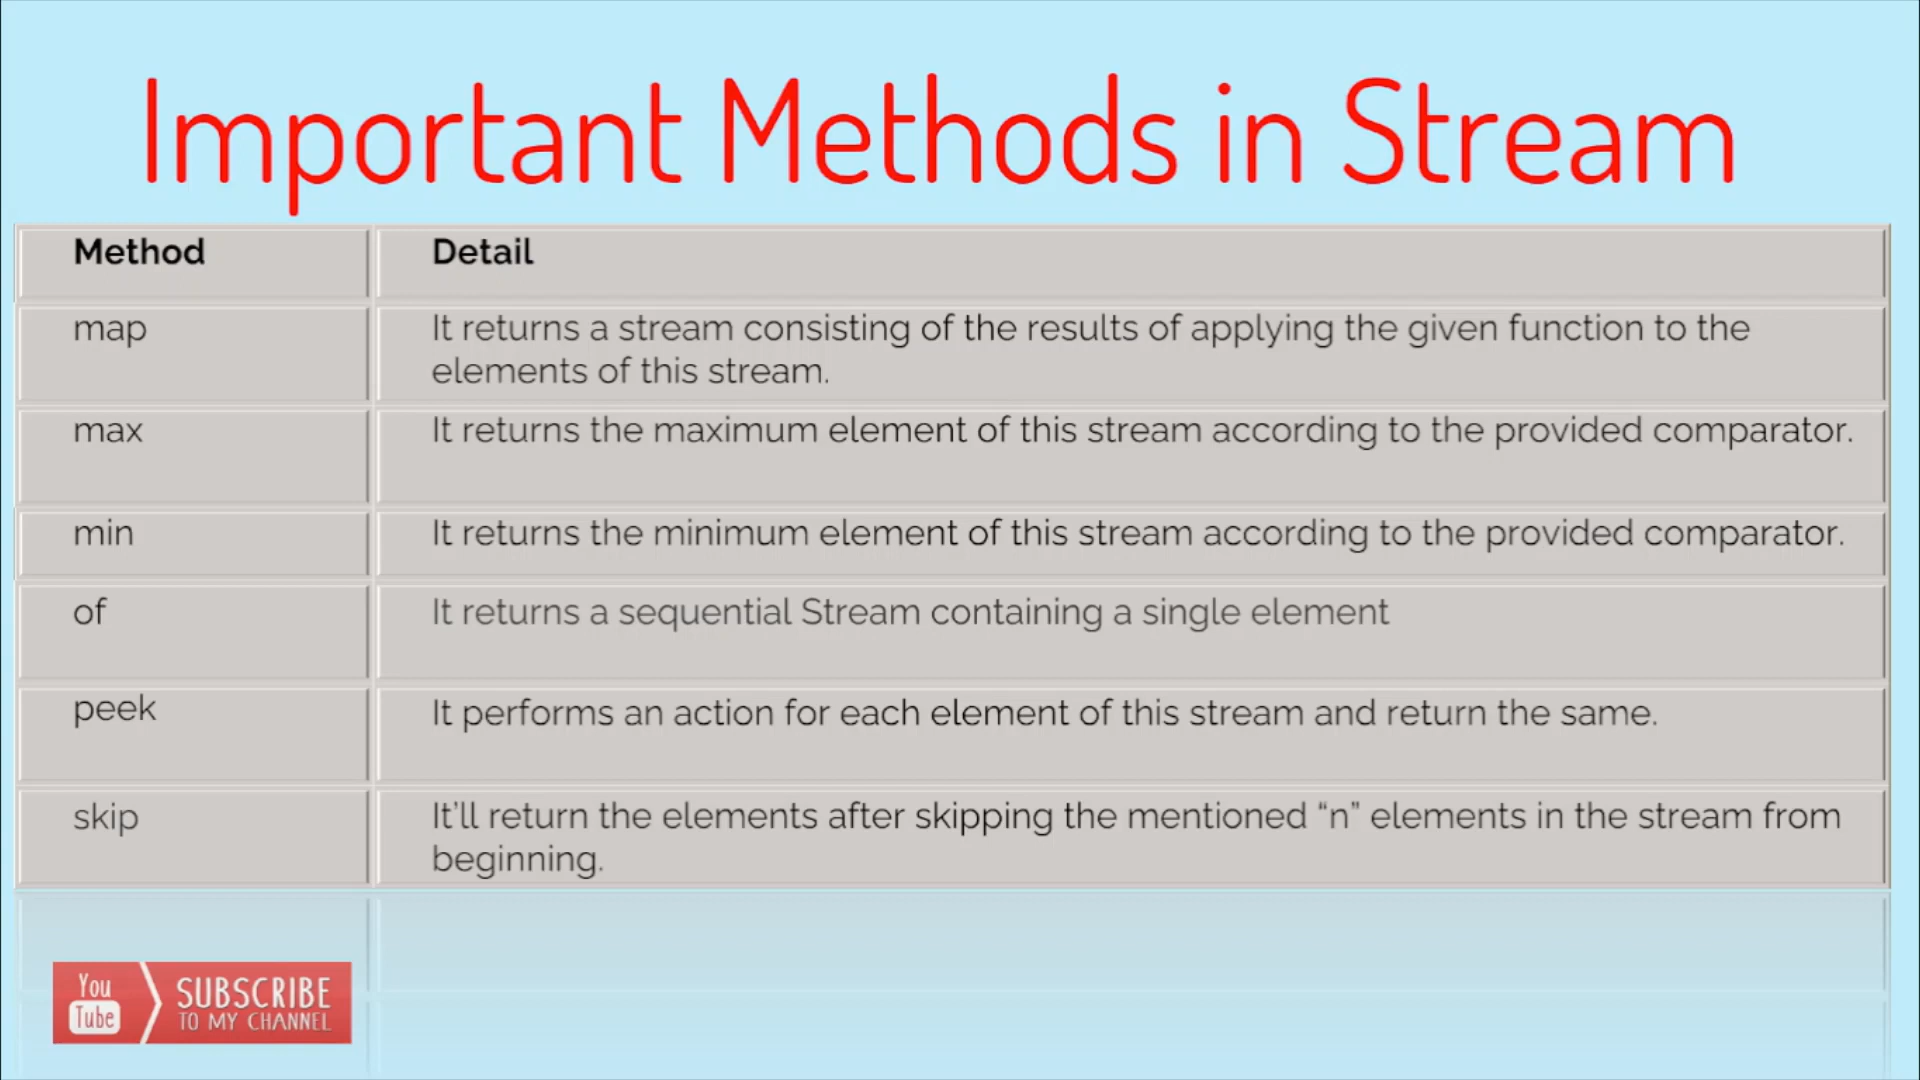 Important Methods in Stream
Method
Detail
map
It returns a stream consisting of the results of applying the given function to the
elements of this stream.
max
It returns the maximum element of this stream according to the provided comparator.
min
It returns the minimum element of this stream according to the provided comparator.
of
It returns a sequential Stream containing a single element
peek
It performs an action for each element of this stream and return the same.
skip
It'll return the elements after skipping the mentioned “n” elements in the stream from
beginning.
You
Tube
SUBSCRIBE
TO MY CHANNEL